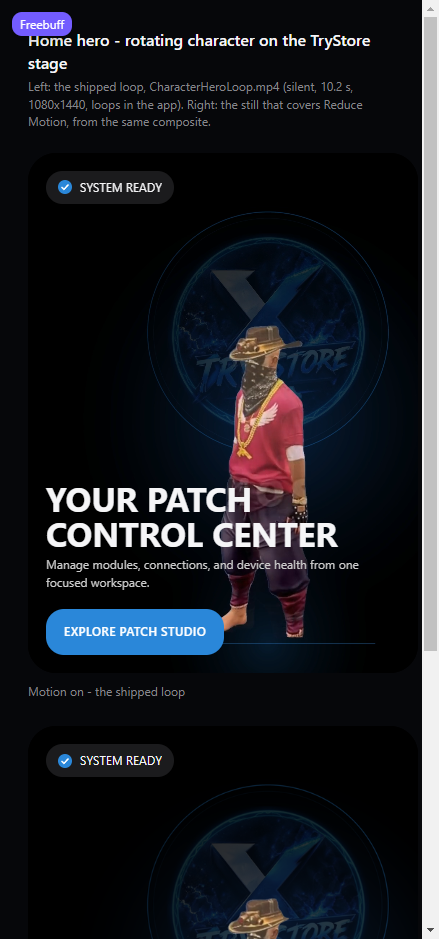 Freebuff
Home hero - rotating character on the TryStore
stage
Left: the shipped loop, CharacterHeroLoop.mp4 (silent, 10.2 s,
1080x1440, loops in the app). Right: the still that covers Reduce
Motion, from the same composite.
SYSTEM READY
YOUR PATCH
CONTROL CENTER
Manage modules, connections, and device health from one
focused workspace.
EXPLORE PATCH STUDIO
Motion on - the shipped loop
SYSTEM READY